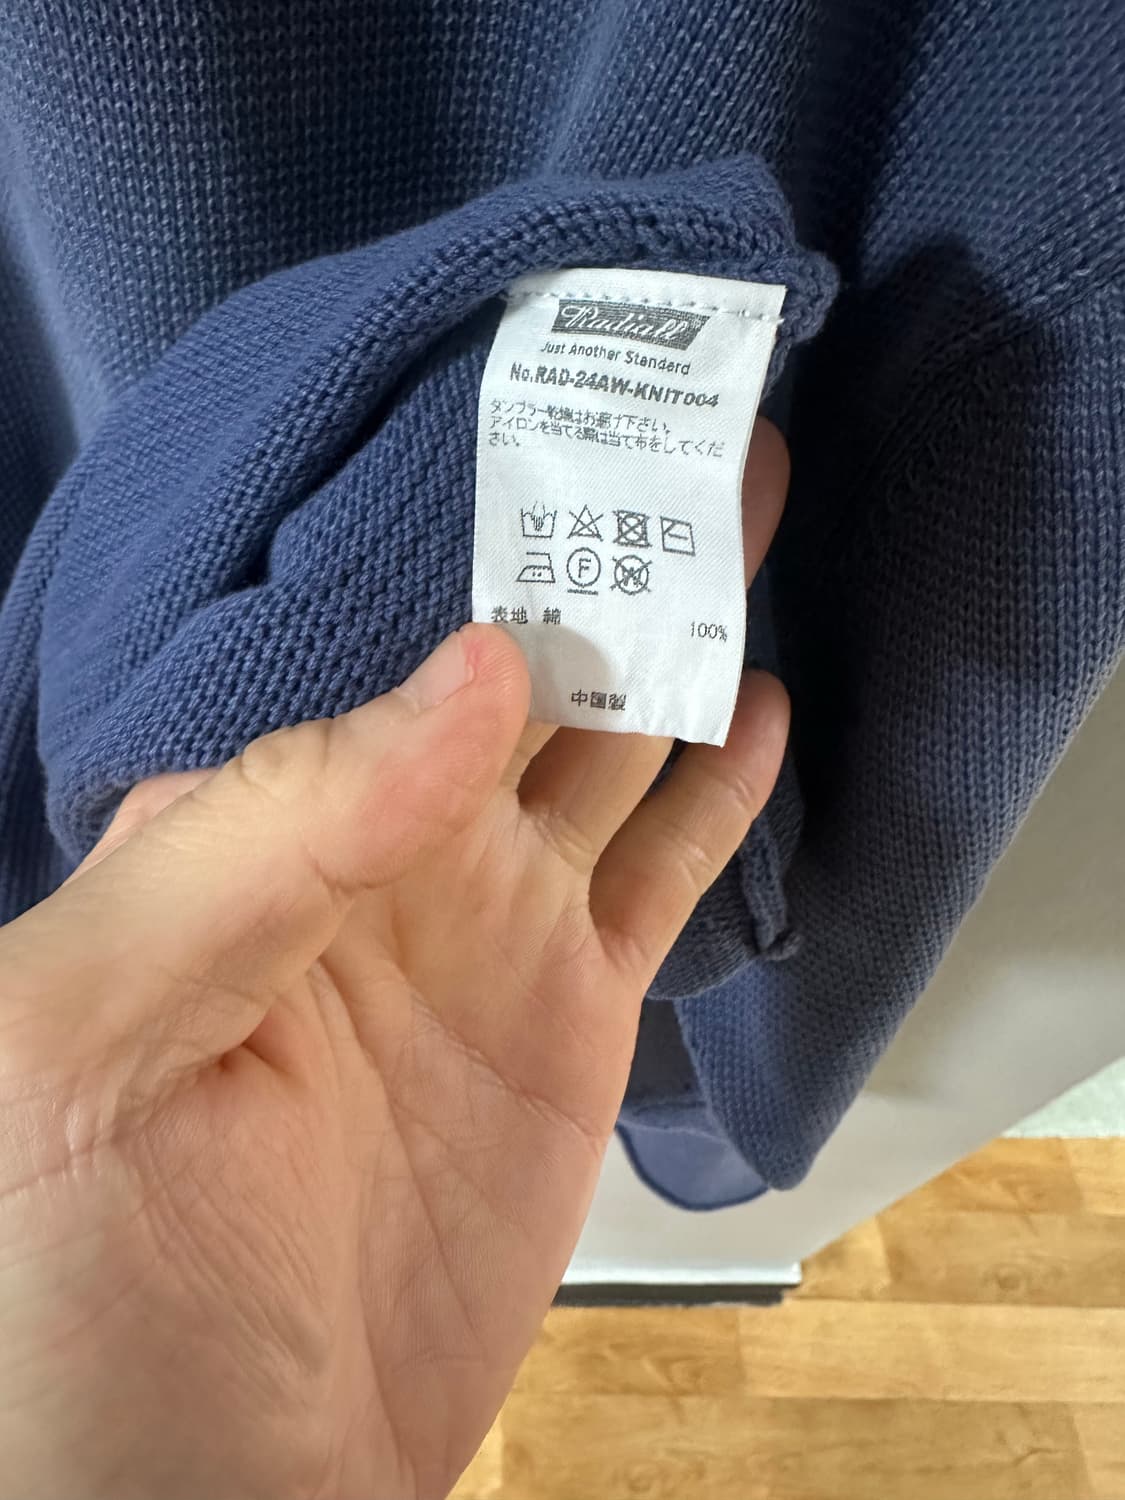 Radiall
Just Another Standard
No.RAD-24AW-KNIT004
タンブラー乾燥はお避け下さい。
アイロンを当てる際は当て布をしてくだ
さい。
F
W
表地 綿 100%
中国製